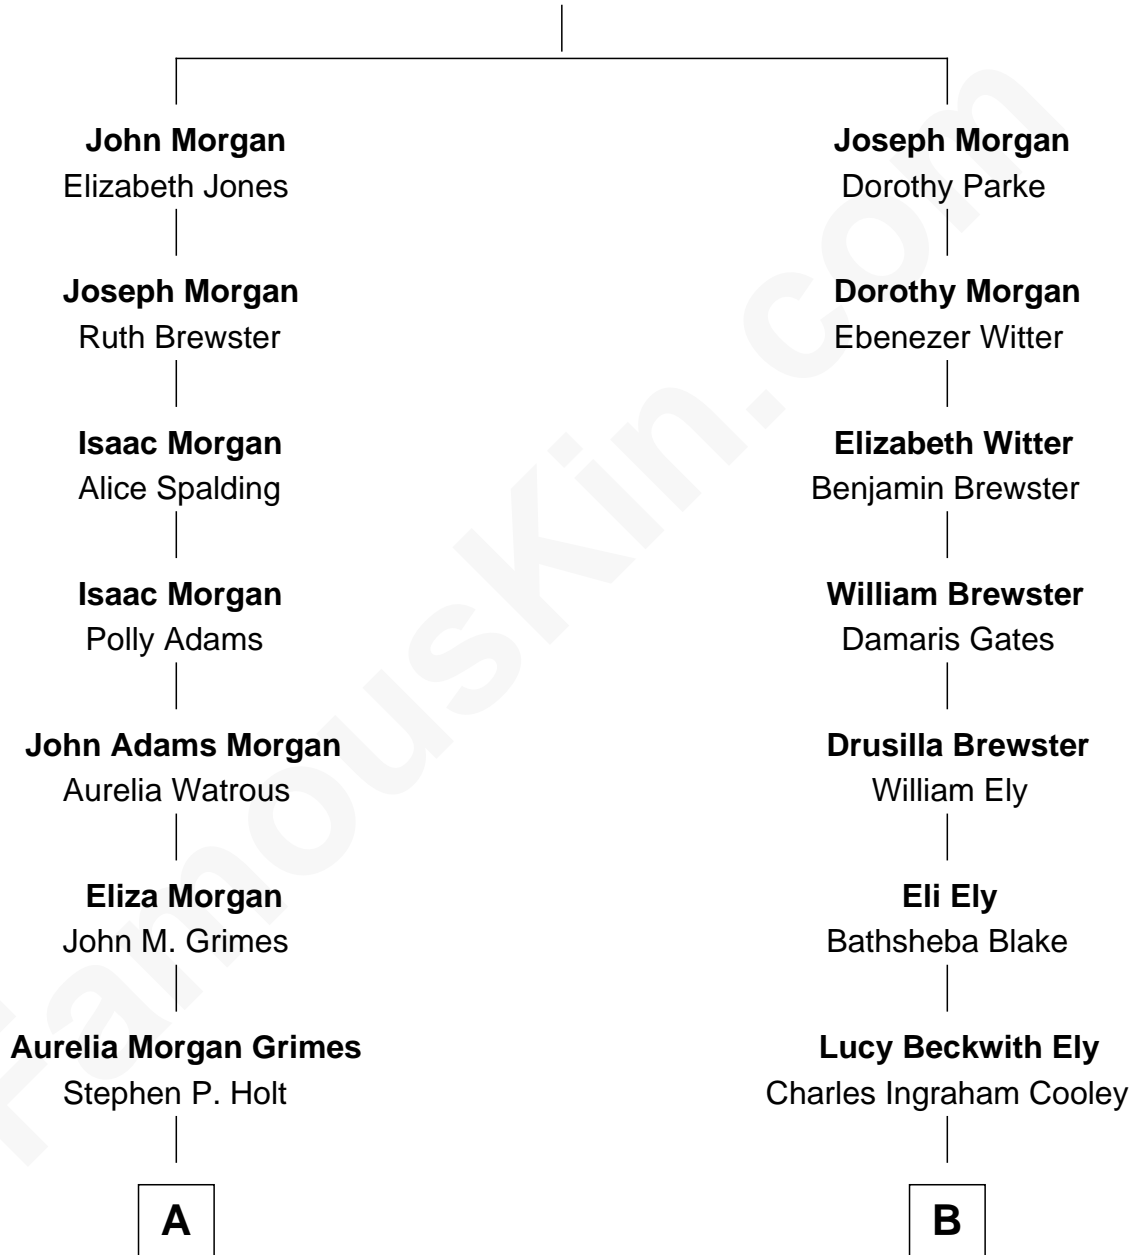 John Morgan
Elizabeth Jones
Joseph Morgan
Ruth Brewster
Isaac Morgan
Alice Spalding
Isaac Morgan
Polly Adams
John Adams Morgan
Aurelia Watrous
Eliza Morgan
John M. Grimes
Aurelia Morgan Grimes
Stephen P. Holt
A
Joseph Morgan
Dorothy Parke
Dorothy Morgan
Ebenezer Witter
Elizabeth Witter
Benjamin Brewster
William Brewster
Damaris Gates
Drusilla Brewster
William Ely
Eli Ely
Bathsheba Blake
Lucy Beckwith Ely
Charles Ingraham Cooley
B
FamousKin.com